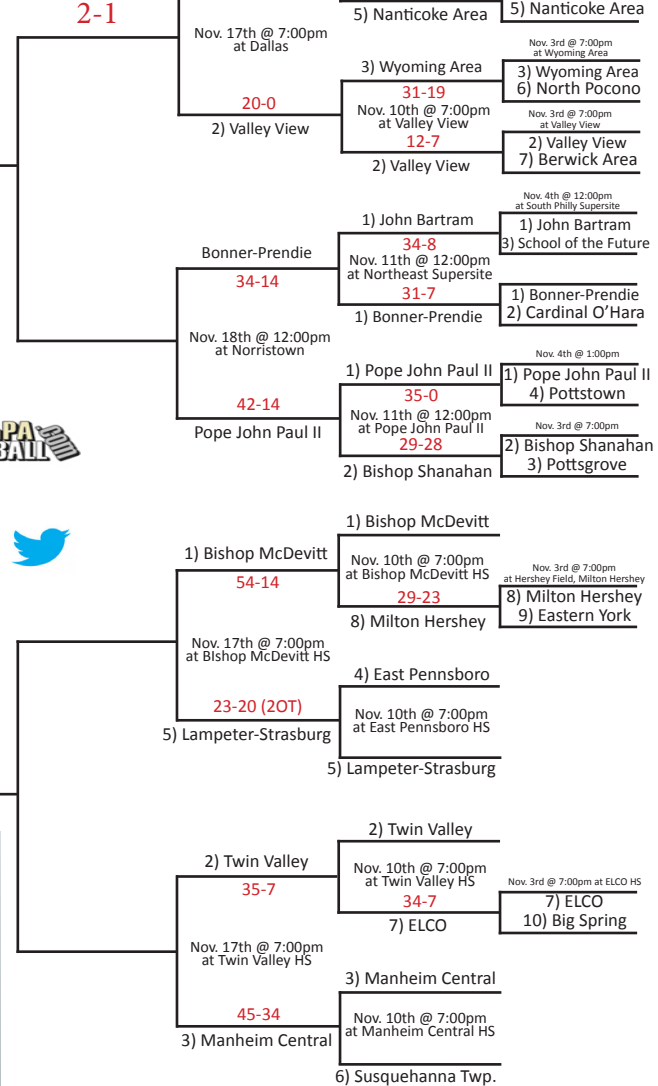 2-1
5) Nanticoke Area
5) Nanticoke Area
Nov. 17th @ 7:00pm
at Dallas
Nov. 3rd @ 7:00pm
at Wyoming Area
3) Wyoming Area
3) Wyoming Area
6) North Pocono
31-19
20-0
Nov. 10th @ 7:00pm
at Valley View
Nov. 3rd @ 7:00pm
at Valley View
2) Valley View
12-7
2) Valley View
7) Berwick Area
2) Valley View
Nov. 4th @ 12:00pm
at South Philly Supersite
1) John Bartram
1) John Bartram
3) School of the Future
34-8
Bonner-Prendie
Nov. 11th @ 12:00pm
at Northeast Supersite
34-14
31-7
1) Bonner-Prendie
2) Cardinal O'Hara
1) Bonner-Prendie
Nov. 18th @ 12:00pm
at Norristown
Nov. 4th @ 1:00pm
1) Pope John Paul II
1) Pope John Paul II
4) Pottstown
35-0
42-14
Nov. 11th @ 12:00pm
at Pope John Paul II
Nov. 3rd @ 7:00pm
Pope John Paul II
29-28
2) Bishop Shanahan
3) Pottsgrove
2) Bishop Shanahan
PA
BALL
.com
1) Bishop McDevitt
1) Bishop McDevitt
Nov. 10th @ 7:00pm
at Bishop McDevitt HS
54-14
Nov. 3rd @ 7:00pm
at Hershey Field, Milton Hershey
29-23
8) Milton Hershey
9) Eastern York
8) Milton Hershey
Nov. 17th @ 7:00pm
at BIshop McDevitt HS
4) East Pennsboro
23-20 (2OT)
Nov. 10th @ 7:00pm
at East Pennsboro HS
5) Lampeter-Strasburg
5) Lampeter-Strasburg
2) Twin Valley
2) Twin Valley
Nov. 10th @ 7:00pm
at Twin Valley HS
35-7
Nov. 3rd @ 7:00pm at ELCO HS
34-7
7) ELCO
10) Big Spring
7) ELCO
Nov. 17th @ 7:00pm
at Twin Valley HS
3) Manheim Central
45-34
Nov. 10th @ 7:00pm
at Manheim Central HS
3) Manheim Central
6) Susquehanna Twp.